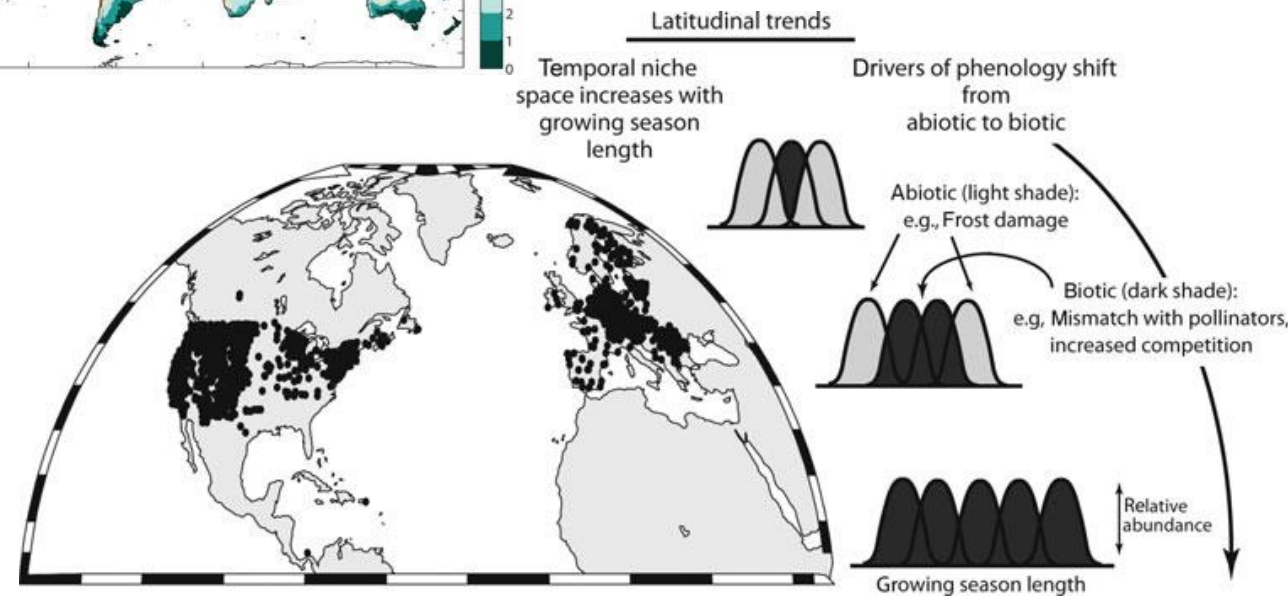 2
1
0
Latitudinal trends
Temporal niche
space increases with
growing season
length
Drivers of phenology shift
from
abiotic to biotic
Abiotic (light shade):
e.g., Frost damage
Biotic (dark shade):
e.g, Mismatch with pollinators,
increased competition
Relative
abundance
Growing season length